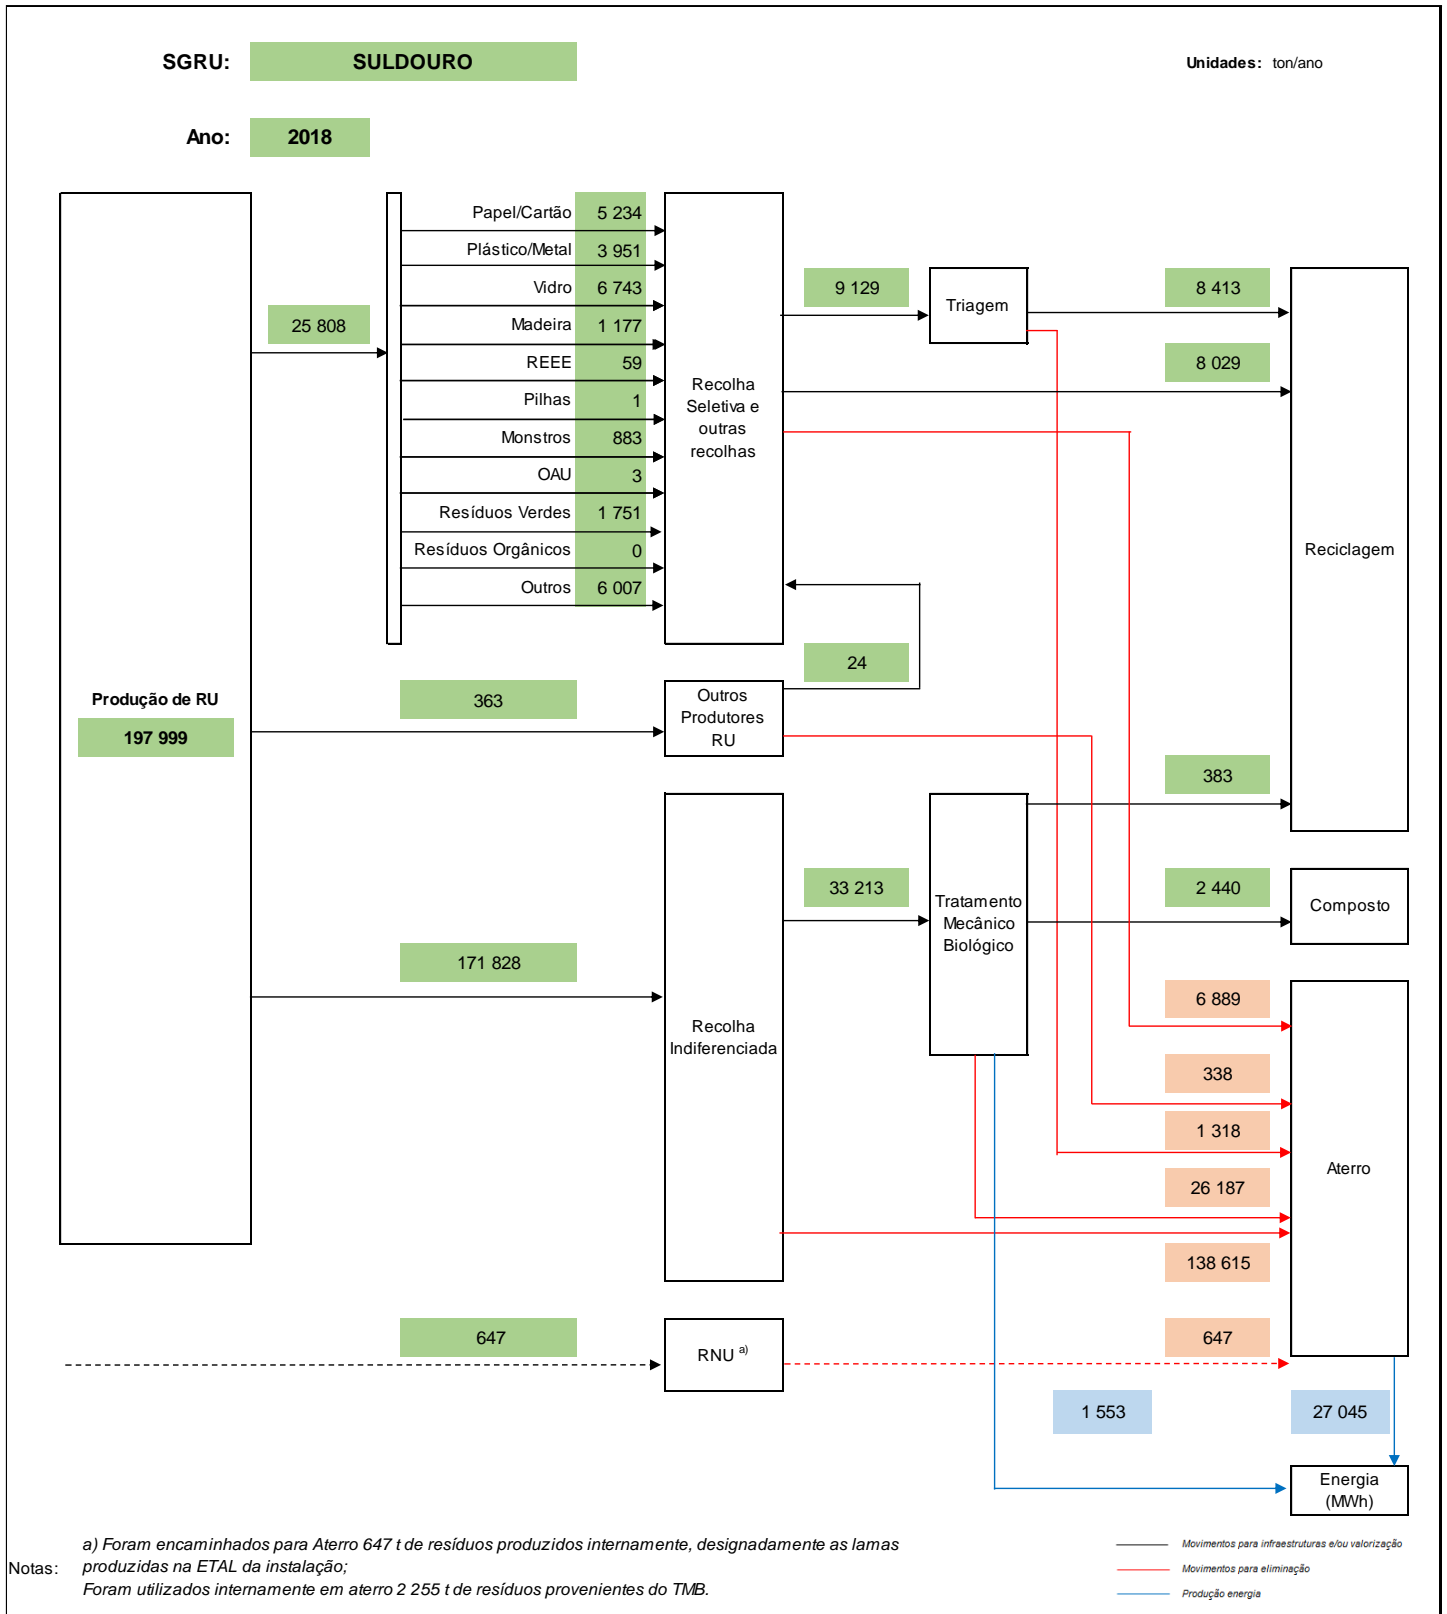 SGRU: SULDOURO
Unidades: ton/ano
Ano: 2018
Papel/Cartão 5 234
Plástico/Metal 3 951
Vidro 6 743
Madeira 1 177
REEE 59
Pilhas 1
Monstros 883
OAU 3
Resíduos Verdes 1 751
Resíduos Orgânicos 0
Outros 6 007
25 808
Recolha
Seletiva e
outras
recolhas
9 129
Triagem
8 413
8 029
Reciclagem
24
Produção de RU
197 999
363
Outros
Produtores
RU
383
33 213
Tratamento
Mecânico
Biológico
2 440
Composto
171 828
Recolha
Indiferenciada
6 889
338
1 318
26 187
138 615
Aterro
647
RNU a)
647
1 553
27 045
Energia
(MWh)
Notas:
a) Foram encaminhados para Aterro 647 t de resíduos produzidos internamente, designadamente as lamas
produzidas na ETAL da instalação;
Foram utilizados internamente em aterro 2 255 t de resíduos provenientes do TMB.
Movimentos para infraestruturas e/ou valorização
Movimentos para eliminação
Produção energia